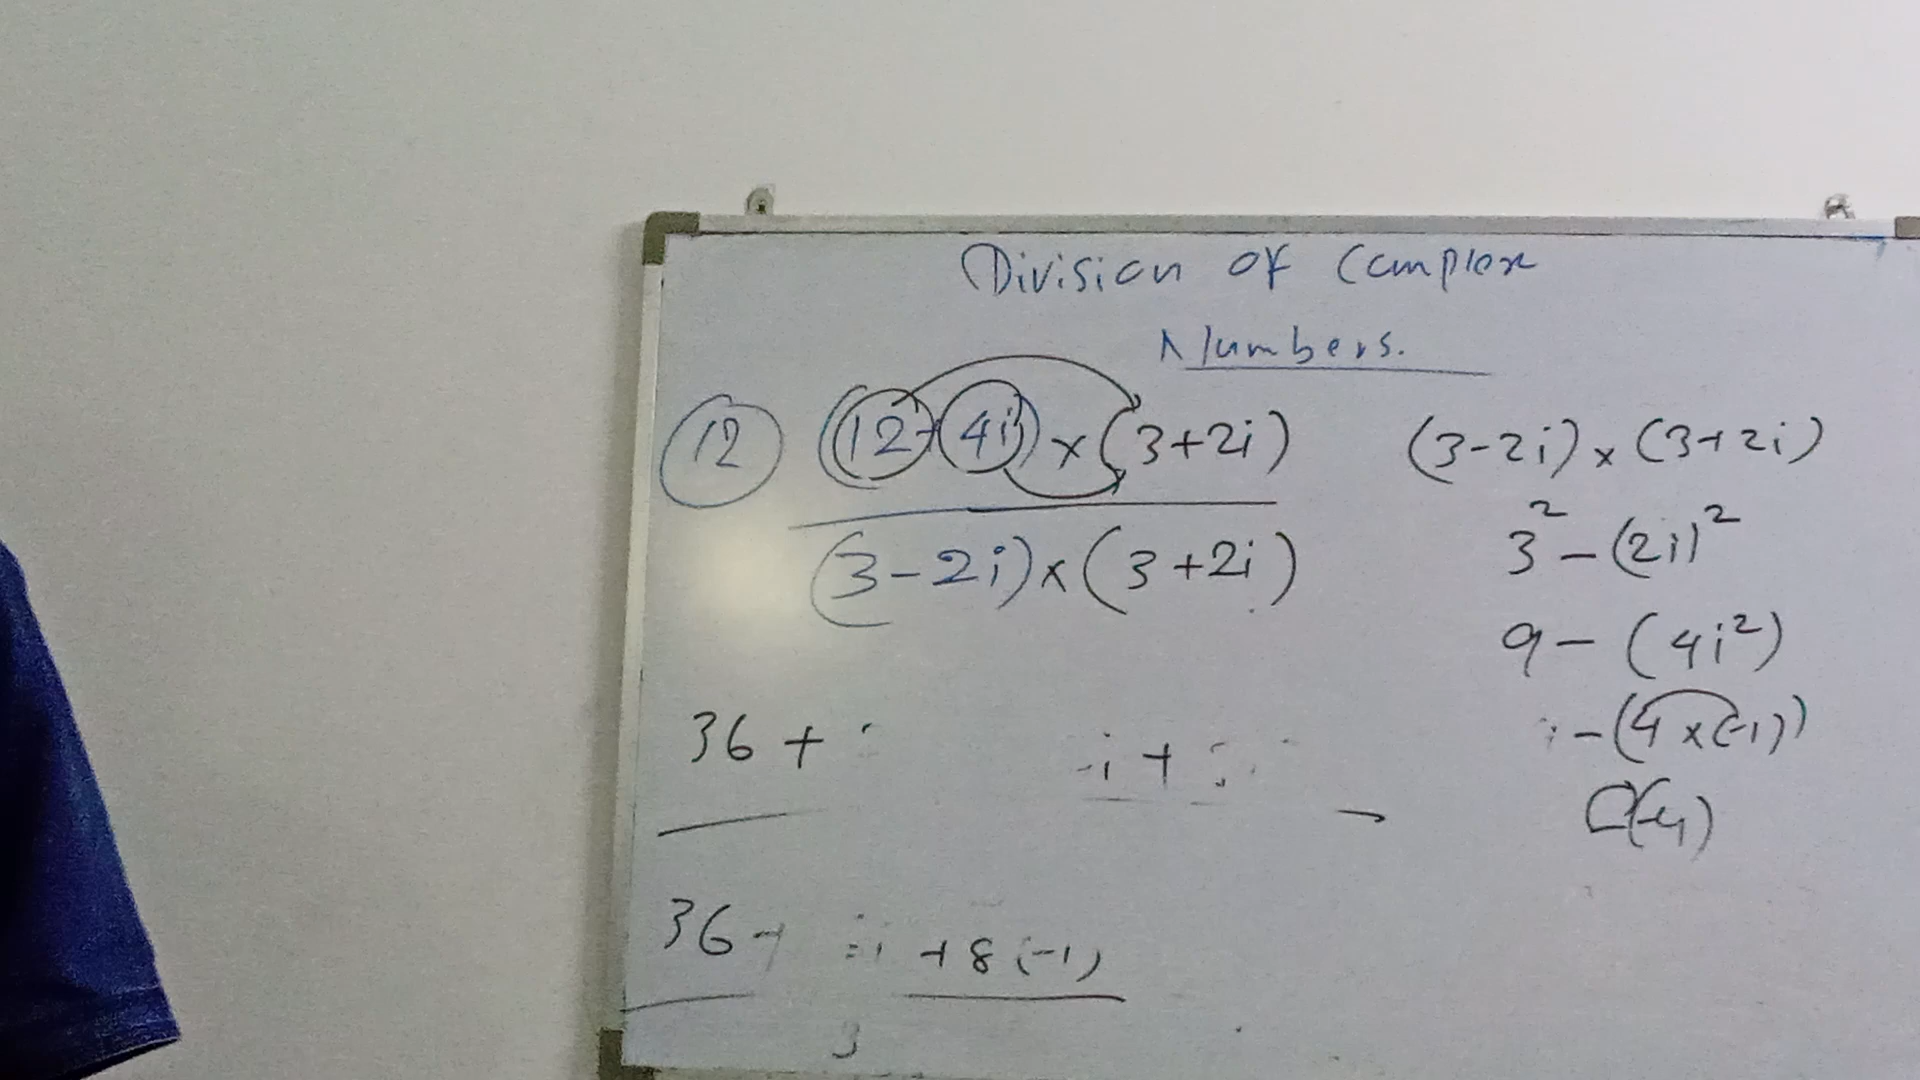 Division of Complex
Numbers.
12 (12+4i) x (3+2i)
(3-2i) x (3+2i)
(3-2i) x (3+2i)
3² - (2i)²
9 - (4i²)
- (4 x (-1))
(-4)
36 +
i +
36 + i + 8(-1)